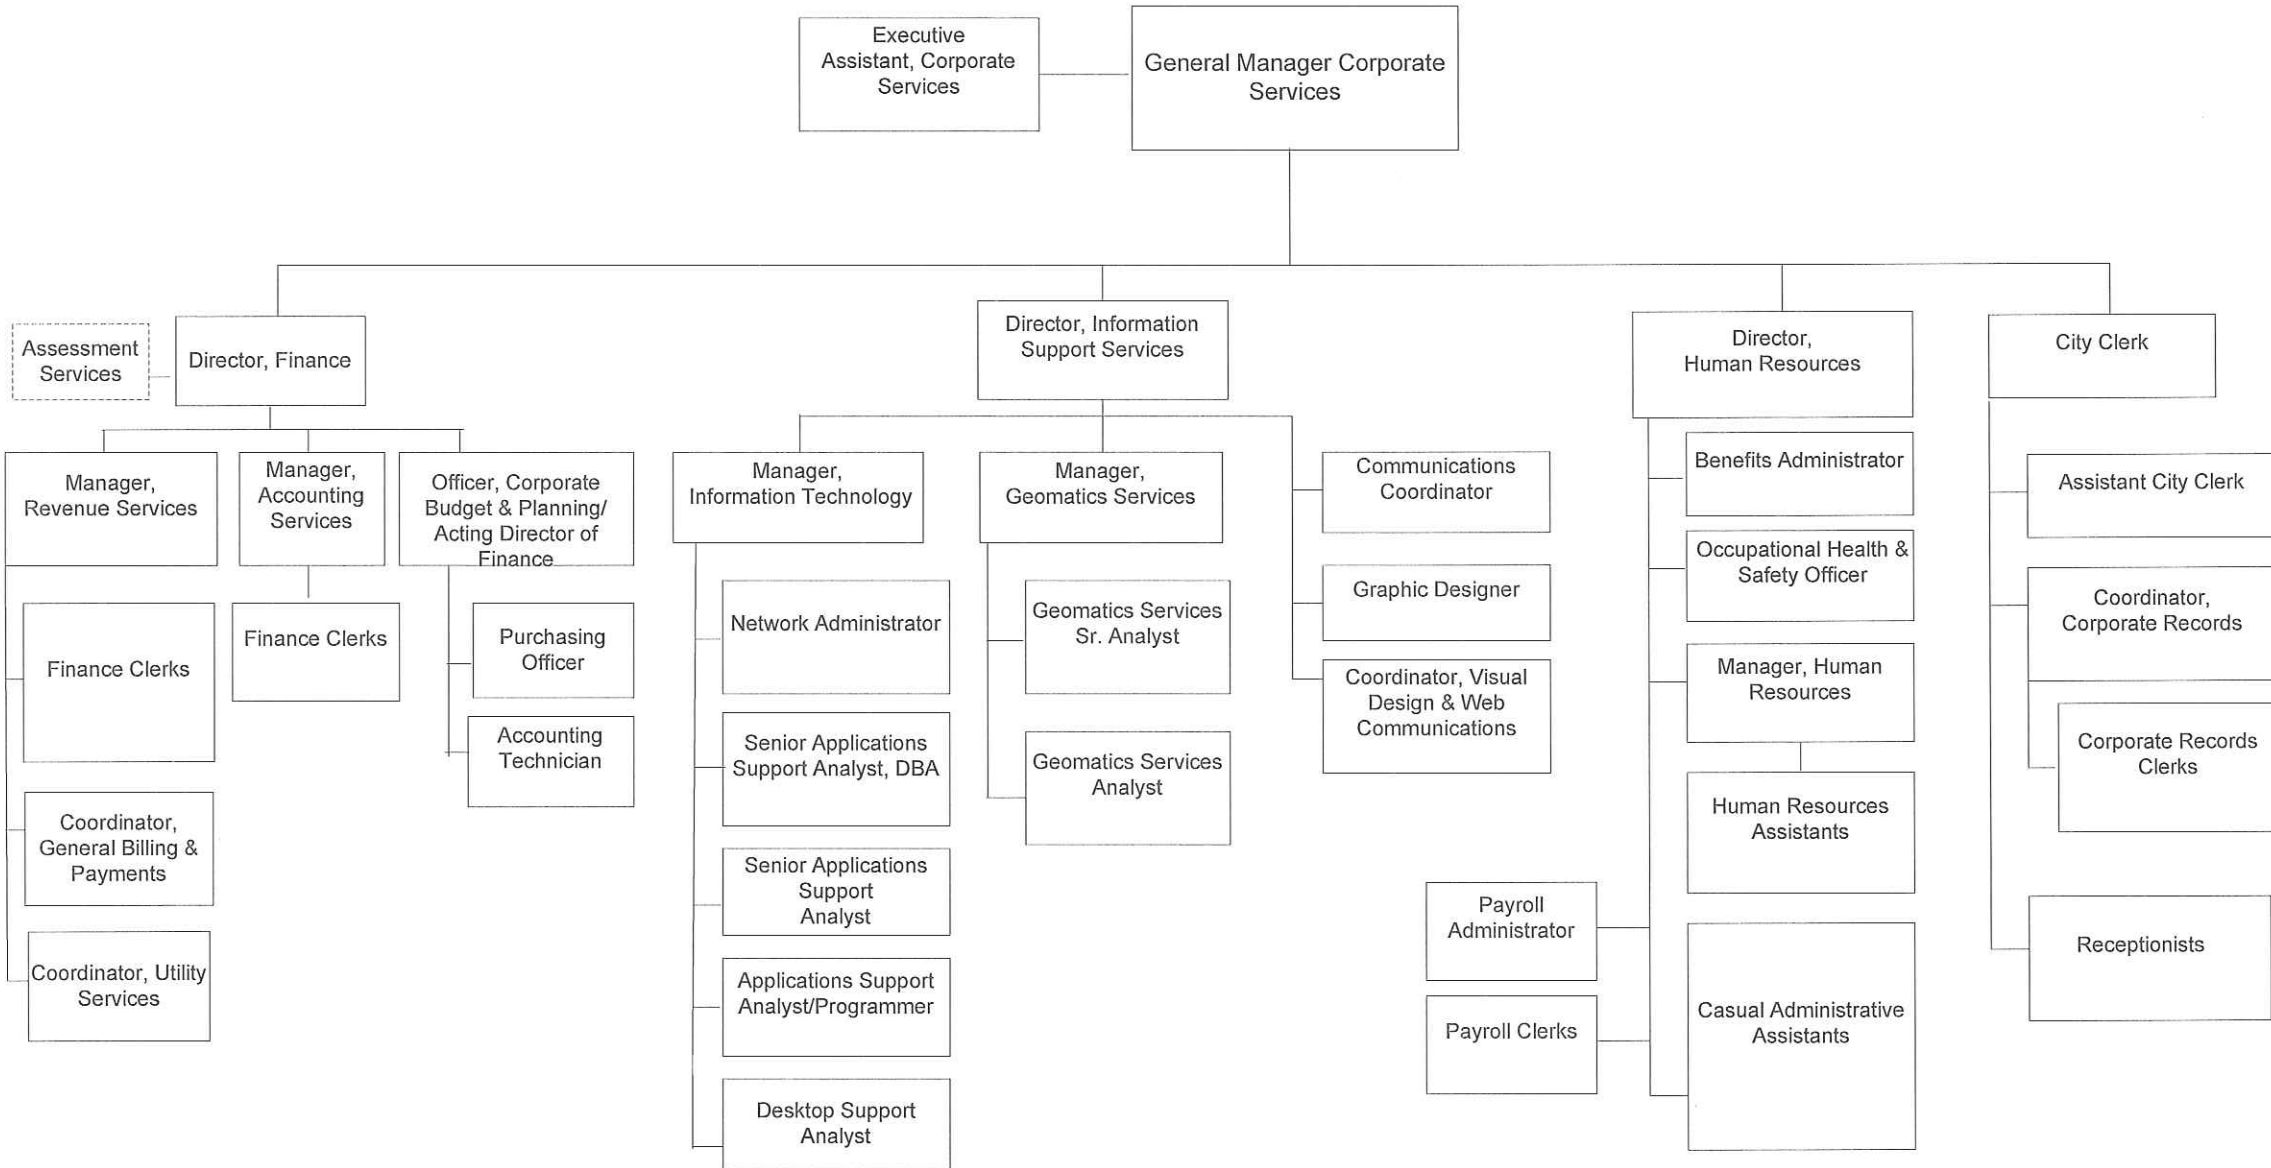 Executive
Assistant, Corporate
Services
General Manager Corporate
Services
Assessment
Services
Director, Finance
Director, Information
Support Services
Director,
Human Resources
City Clerk
Manager,
Revenue Services
Manager,
Accounting
Services
Officer, Corporate
Budget & Planning/
Acting Director of
Finance
Manager,
Information Technology
Manager,
Geomatics Services
Communications
Coordinator
Benefits Administrator
Assistant City Clerk
Finance Clerks
Finance Clerks
Purchasing
Officer
Accounting
Technician
Coordinator,
General Billing &
Payments
Coordinator, Utility
Services
Network Administrator
Senior Applications
Support Analyst, DBA
Senior Applications
Support
Analyst
Applications Support
Analyst/Programmer
Desktop Support
Analyst
Geomatics Services
Sr. Analyst
Geomatics Services
Analyst
Graphic Designer
Coordinator, Visual
Design & Web
Communications
Occupational Health &
Safety Officer
Manager, Human
Resources
Human Resources
Assistants
Payroll
Administrator
Payroll Clerks
Casual Administrative
Assistants
Coordinator,
Corporate Records
Corporate Records
Clerks
Receptionists